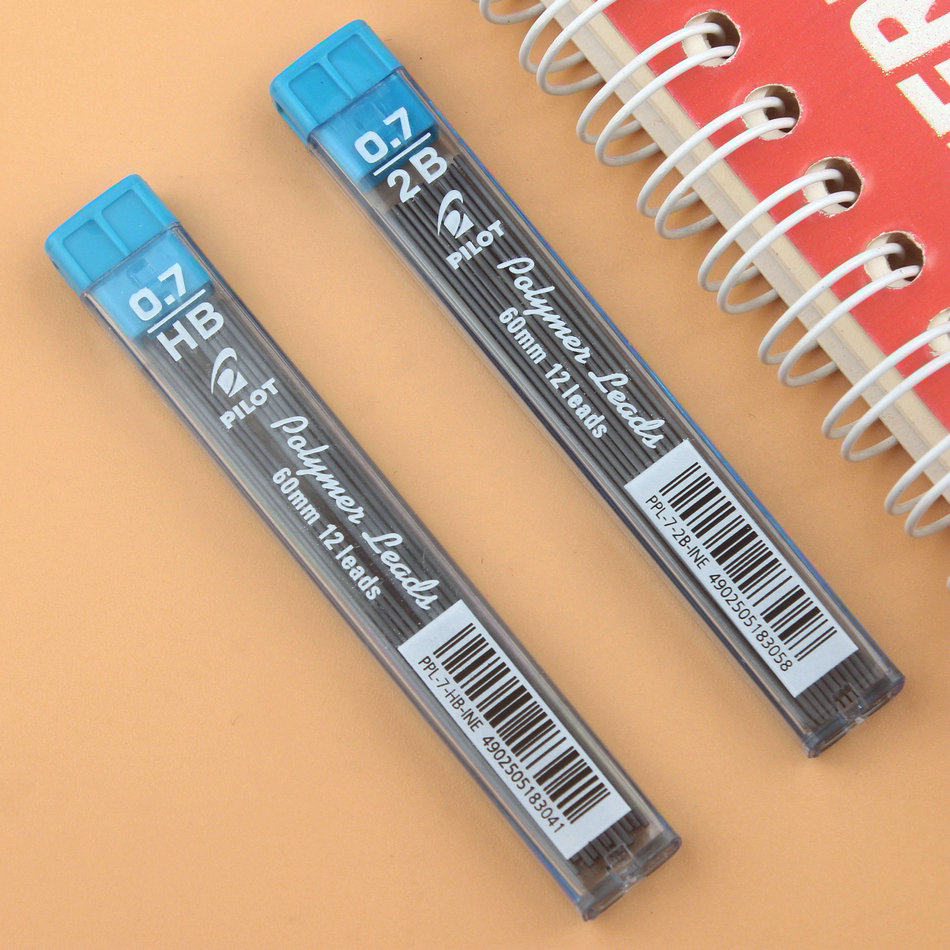 0.7
HB
PILOT
Polymer Leads
60mm 12 leads
PPL-7-HB-INE 4902505183041
0.7
2B
PILOT
Polymer Leads
60mm 12 leads
PPL-7-2B-INE 4902505183058